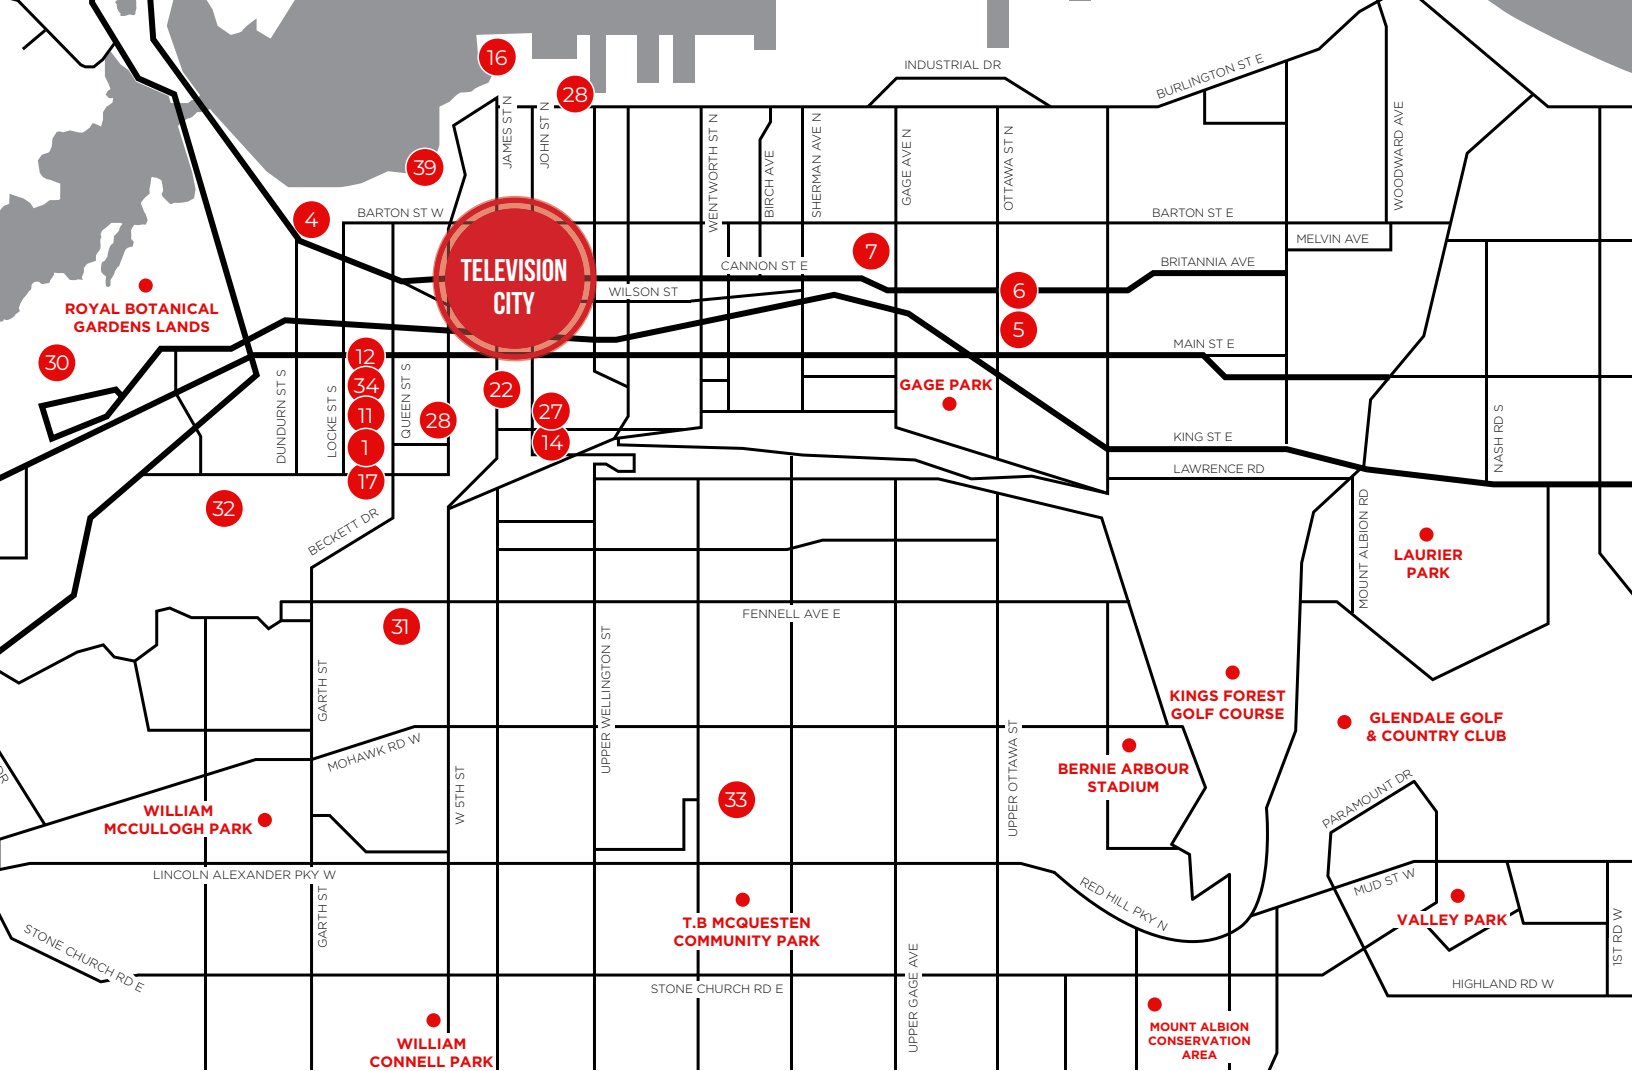 16
INDUSTRIAL DR
BURLINGTON ST E
28
JAMES ST N
JOHN ST N
WENTWORTH ST N
BIRCH AVE
SHERMAN AVE N
GAGE AVE N
OTTAWA ST N
WOODWARD AVE
39
4
BARTON ST W
BARTON ST E
MELVIN AVE
7
CANNON ST E
BRITANNIA AVE
TELEVISION
CITY
WILSON ST
6
ROYAL BOTANICAL
GARDENS LANDS
5
MAIN ST E
30
12
34
11
1
17
DUNDURN ST S
LOCKE ST S
QUEEN ST S
22
28
27
14
GAGE PARK
KING ST E
LAWRENCE RD
NASH RD S
32
BECKETT DR
MOUNT ALBION RD
LAURIER
PARK
31
FENNELL AVE E
GARTH ST
UPPER WELLINGTON ST
KINGS FOREST
GOLF COURSE
GLENDALE GOLF
& COUNTRY CLUB
MOHAWK RD W
UPPER OTTAWA ST
BERNIE ARBOUR
STADIUM
DR
W 5TH ST
33
WILLIAM
MCCULLOGH PARK
PARAMOUNT DR
LINCOLN ALEXANDER PKY W
RED HILL PKY N
MUD ST W
GARTH ST
T.B MCQUESTEN
COMMUNITY PARK
VALLEY PARK
1ST RD W
STONE CHURCH RD E
STONE CHURCH RD E
UPPER GAGE AVE
HIGHLAND RD W
WILLIAM
CONNELL PARK
MOUNT ALBION
CONSERVATION
AREA